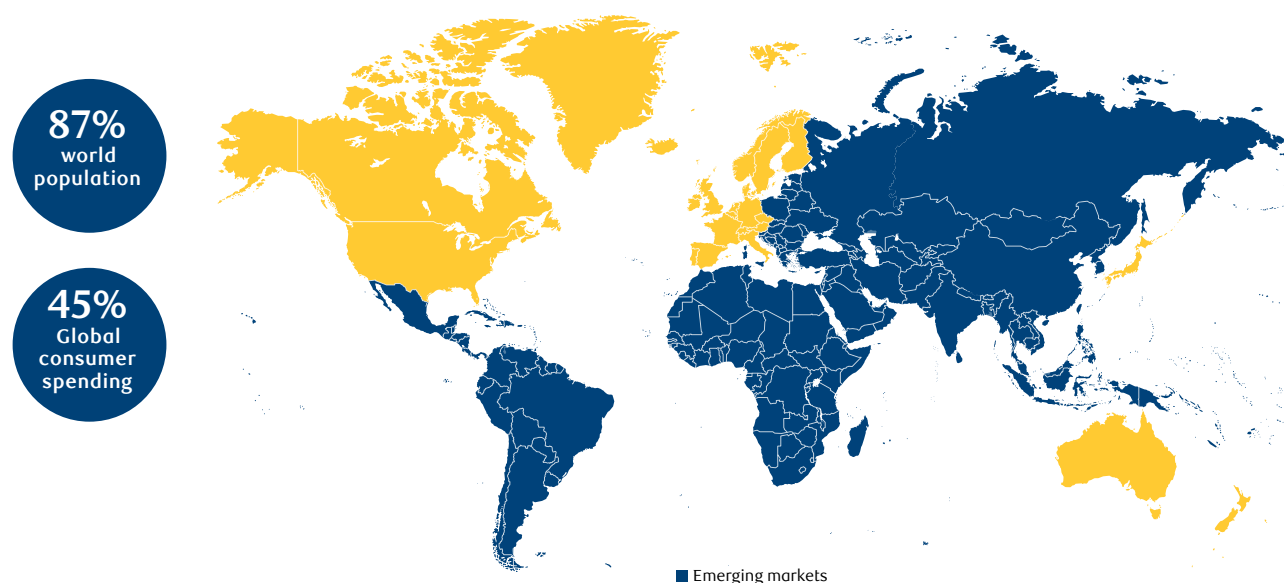 87%
world
population
45%
Global
consumer
spending
Emerging markets